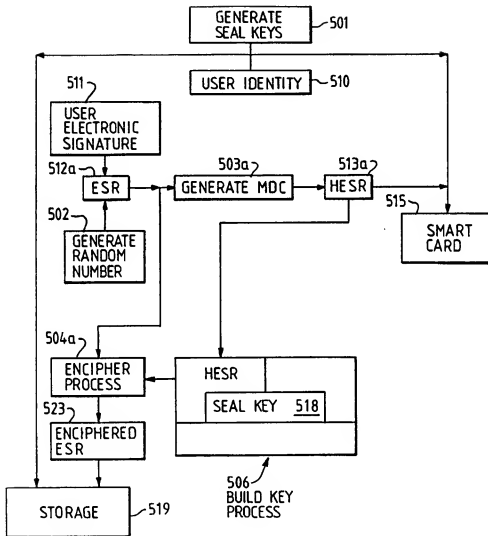 GENERATE
SEAL KEYS
501
USER IDENTITY
510
511
USER
ELECTRONIC
SIGNATURE
512a
ESR
503a
GENERATE MDC
513a
HESR
515
SMART
CARD
502
GENERATE
RANDOM
NUMBER
504a
ENCIPHER
PROCESS
HESR
SEAL KEY 518
523
ENCIPHERED
ESR
506
BUILD KEY
PROCESS
STORAGE
519